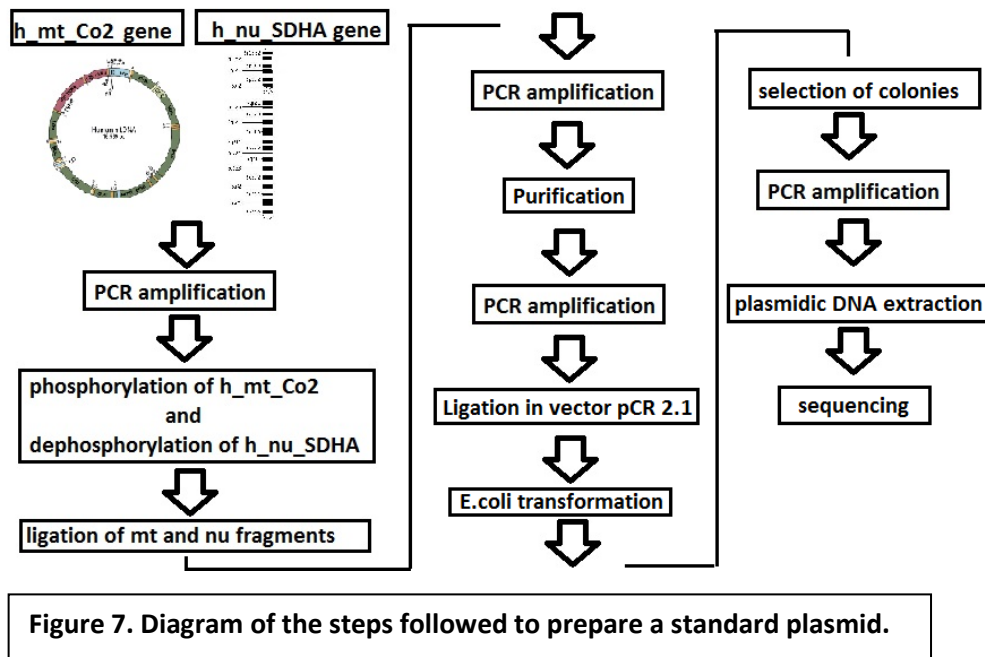 h_mt_Co2 gene
h_nu_SDHA gene
PCR amplification
phosphorylation of h_mt_Co2
and
dephosphorylation of h_nu_SDHA
ligation of mt and nu fragments
PCR amplification
Purification
PCR amplification
Ligation in vector pCR 2.1
E.coli transformation
selection of colonies
PCR amplification
plasmidic DNA extraction
sequencing
Figure 7. Diagram of the steps followed to prepare a standard plasmid.